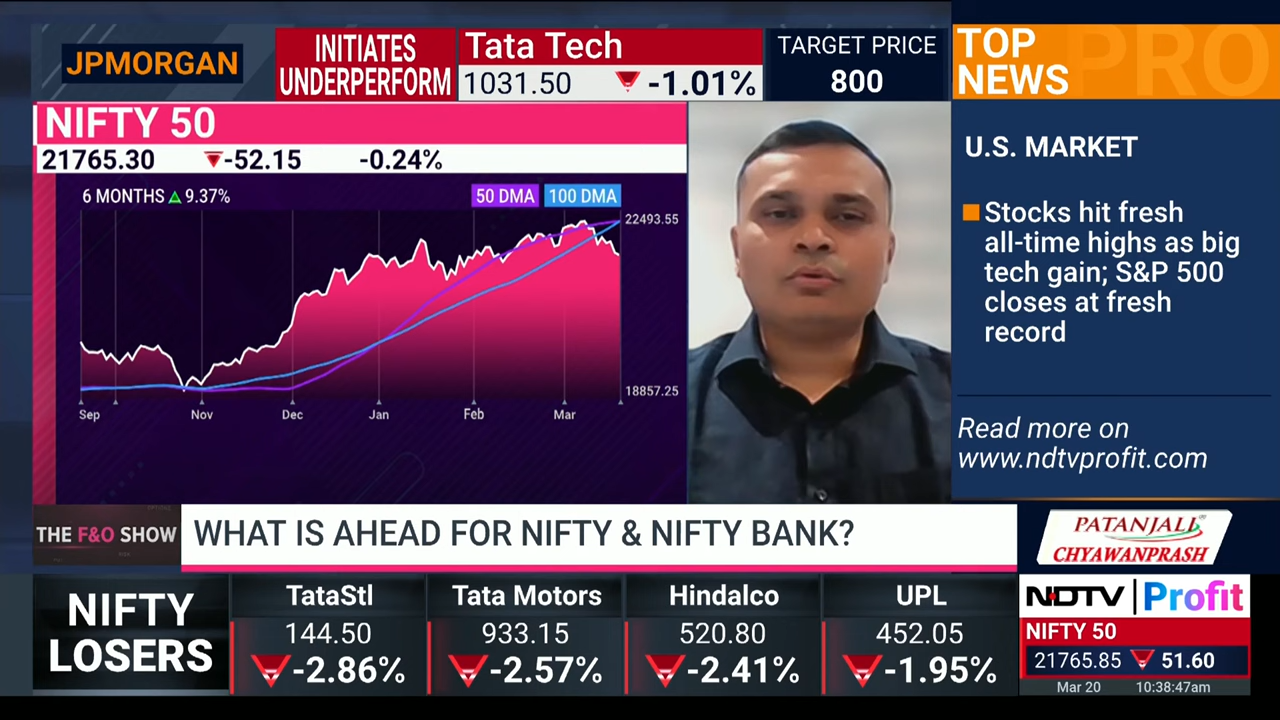 JPMORGAN
INITIATES
UNDERPERFORM
Tata Tech
1031.50 -1.01%
TARGET PRICE
800
TOP
NEWS
PRO
NIFTY 50
21765.30 -52.15 -0.24%
6 MONTHS 9.37%
50 DMA 100 DMA
22493.55
18857.25
Sep Nov Dec Jan Feb Mar
U.S. MARKET
Stocks hit fresh
all-time highs as big
tech gain; S&P 500
closes at fresh
record
Read more on
www.ndtvprofit.com
THE F&O SHOW
WHAT IS AHEAD FOR NIFTY & NIFTY BANK?
PATANJALI
CHYAWANPRASH
NIFTY
LOSERS
TataStl
144.50
-2.86%
Tata Motors
933.15
-2.57%
Hindalco
520.80
-2.41%
UPL
452.05
-1.95%
NDTV Profit
NIFTY 50
21765.85 51.60
Mar 20 10:38:47am